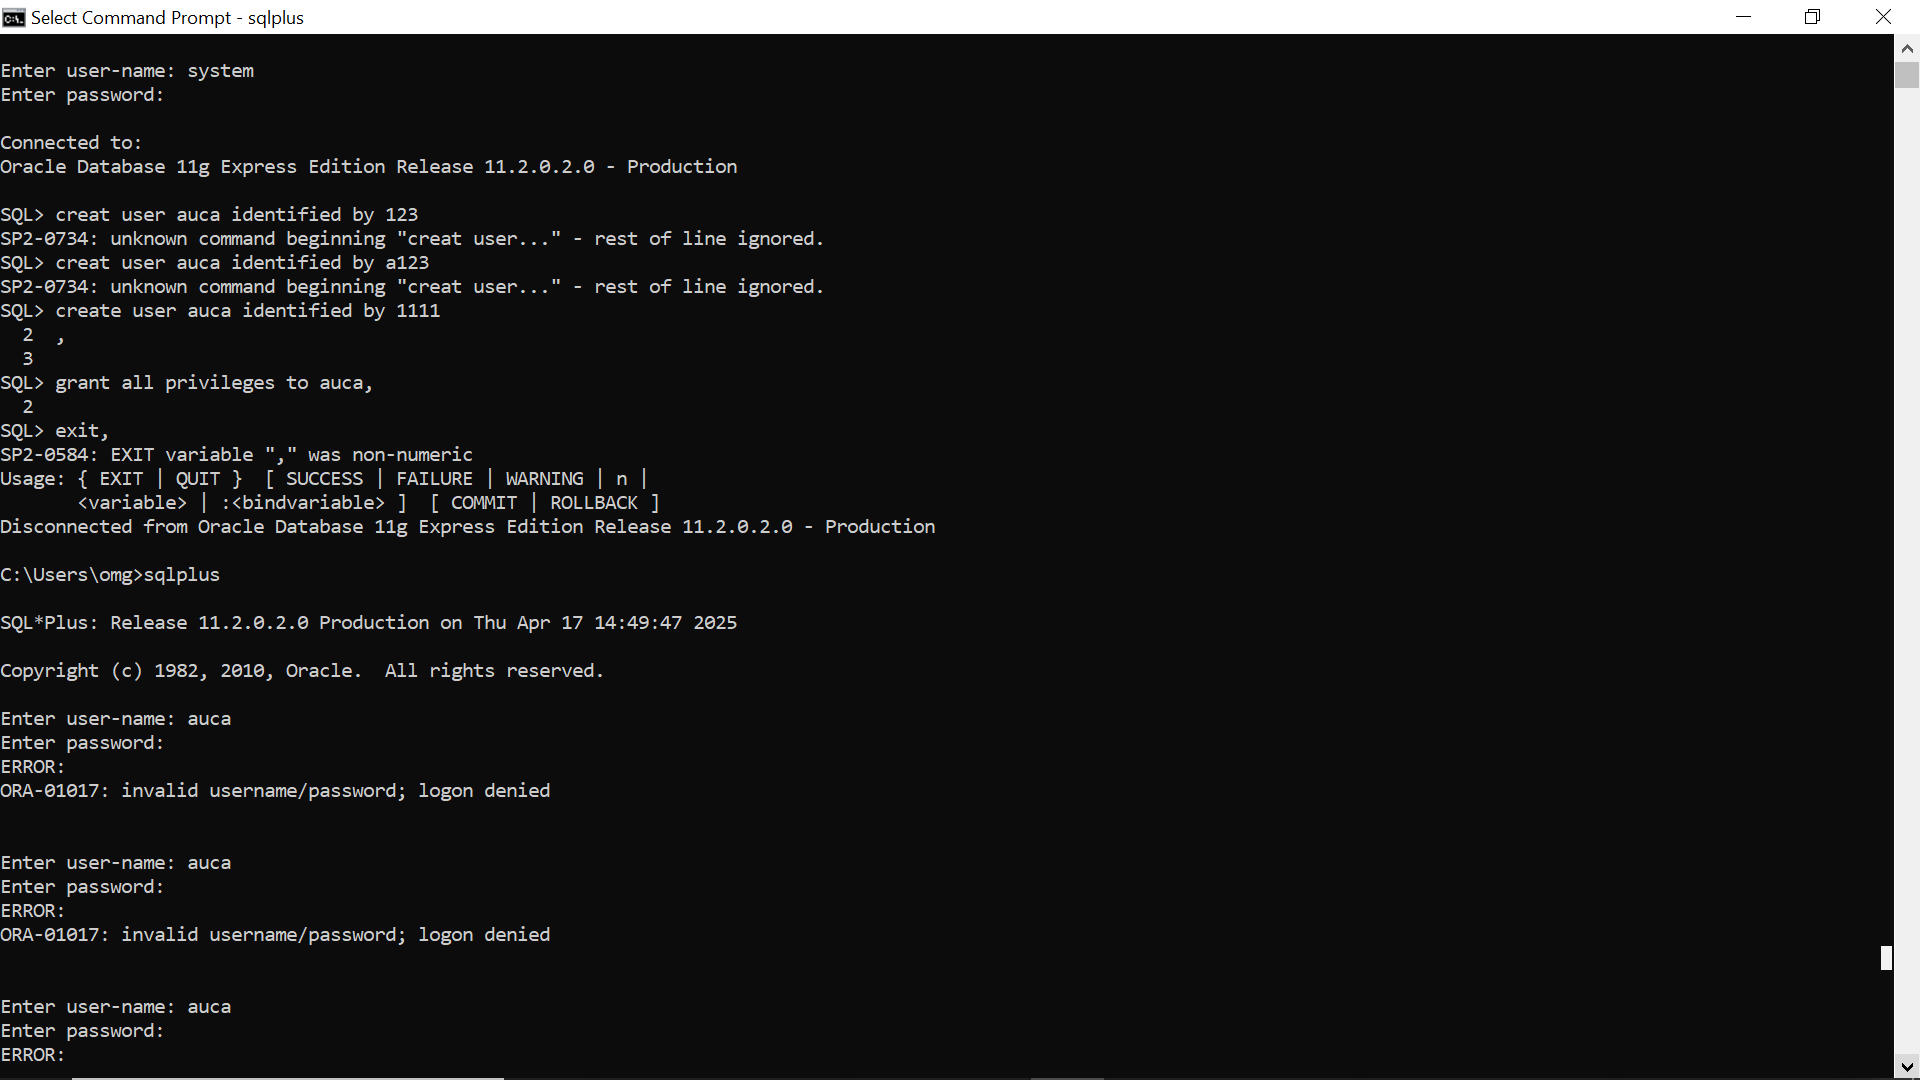 Select Command Prompt - sqlplus
Enter user-name: system
Enter password:
Connected to:
Oracle Database 11g Express Edition Release 11.2.0.2.0 - Production
SQL> creat user auca identified by 123
SP2-0734: unknown command beginning "creat user..." - rest of line ignored.
SQL> creat user auca identified by a123
SP2-0734: unknown command beginning "creat user..." - rest of line ignored.
SQL> create user auca identified by 1111
  2  ,
  3
SQL> grant all privileges to auca,
  2
SQL> exit,
SP2-0584: EXIT variable "," was non-numeric
Usage: { EXIT | QUIT }  [ SUCCESS | FAILURE | WARNING | n |
       <variable> | :<bindvariable> ]  [ COMMIT | ROLLBACK ]
Disconnected from Oracle Database 11g Express Edition Release 11.2.0.2.0 - Production
C:\Users\omg>sqlplus
SQL*Plus: Release 11.2.0.2.0 Production on Thu Apr 17 14:49:47 2025
Copyright (c) 1982, 2010, Oracle.  All rights reserved.
Enter user-name: auca
Enter password:
ERROR:
ORA-01017: invalid username/password; logon denied
Enter user-name: auca
Enter password:
ERROR:
ORA-01017: invalid username/password; logon denied
Enter user-name: auca
Enter password:
ERROR: